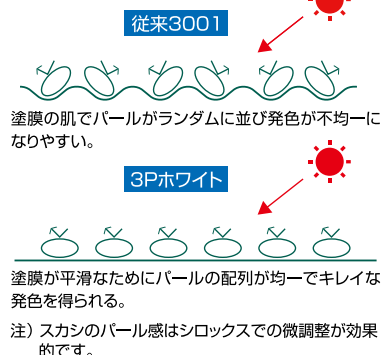 従来3001
塗膜の肌でパールがランダムに並び発色が不均一に
なりやすい。
3Pホワイト
塗膜が平滑なためにパールの配列が均一でキレイな
発色を得られる。
注）スカシのパール感はシロックスでの微調整が効果
的です。